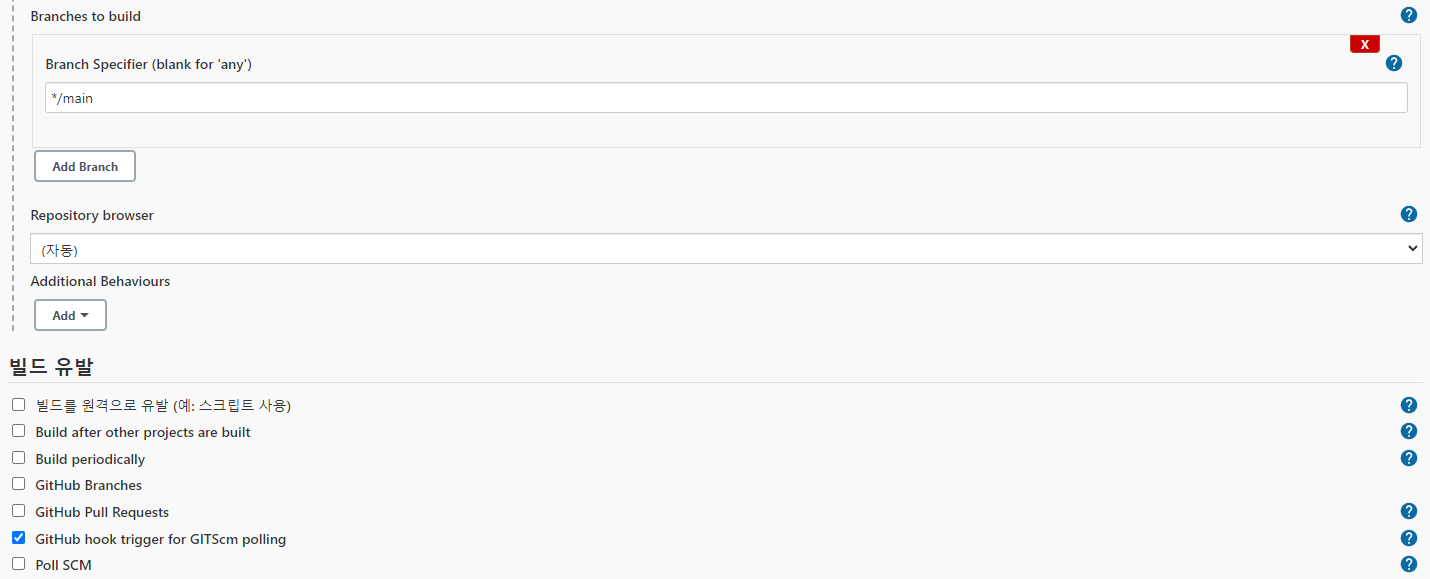 Branches to build
X
Branch Specifier (blank for 'any')
*/main
Add Branch
Repository browser
(자동)
Additional Behaviours
Add
빌드 유발
빌드를 원격으로 유발 (예: 스크립트 사용)
Build after other projects are built
Build periodically
GitHub Branches
GitHub Pull Requests
GitHub hook trigger for GITScm polling
Poll SCM